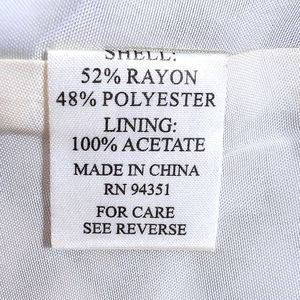 SHELL:
52% RAYON
48% POLYESTER
LINING:
100% ACETATE
MADE IN CHINA
RN 94351
FOR CARE
SEE REVERSE